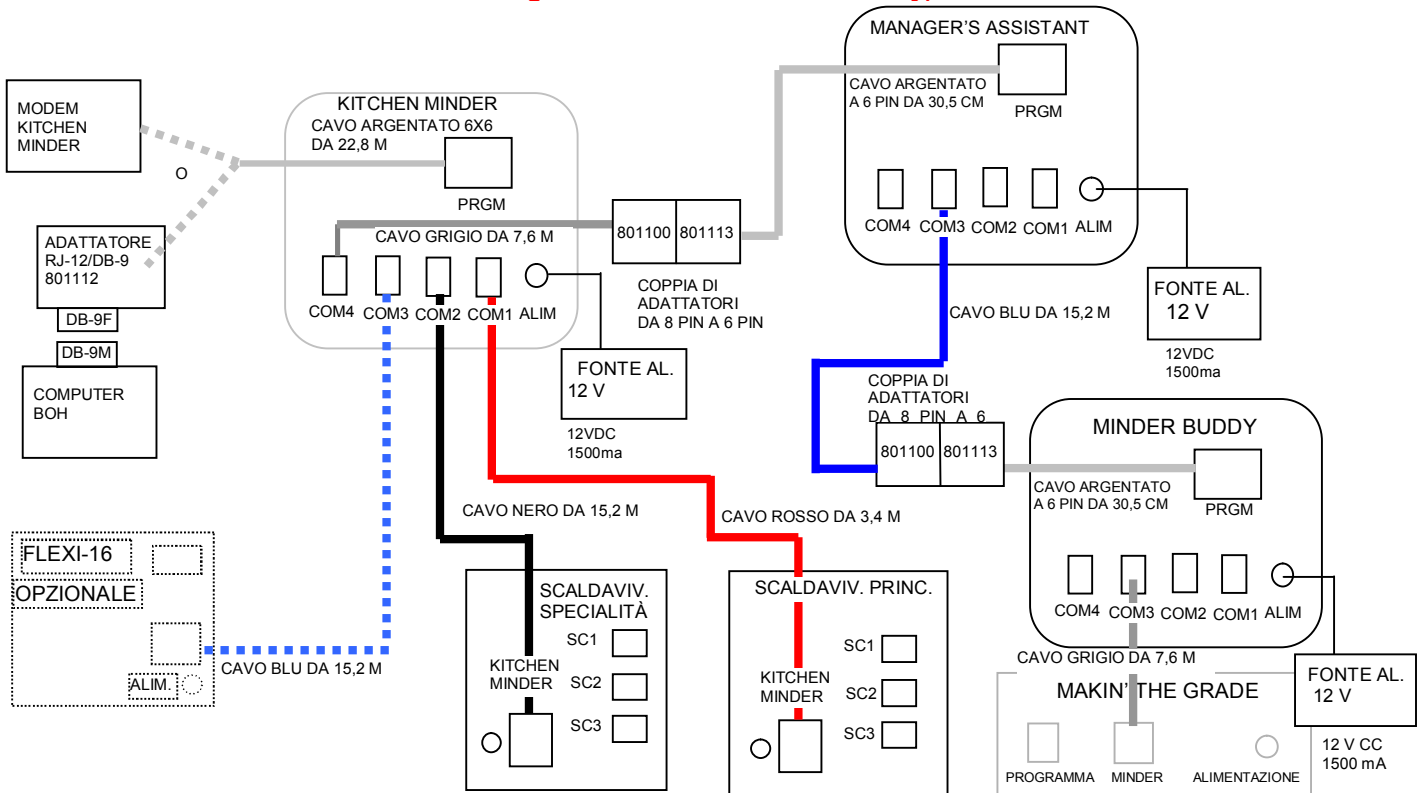 MANAGER'S ASSISTANT
CAVO ARGENTATO
A 6 PIN DA 30,5 CM
PRGM
COM4 COM3 COM2 COM1 ALIM
MODEM
KITCHEN
MINDER
O
KITCHEN MINDER
CAVO ARGENTATO 6X6
DA 22,8 M
PRGM
CAVO GRIGIO DA 7,6 M
COM4 COM3 COM2 COM1 ALIM
801100 801113
COPPIA DI
ADATTATORI
DA 8 PIN A 6 PIN
ADATTATORE
RJ-12/DB-9
801112
DB-9F
DB-9M
COMPUTER
BOH
FONTE AL.
12 V
12VDC
1500ma
FONTE AL.
12 V
12VDC
1500ma
CAVO BLU DA 15,2 M
COPPIA DI
ADATTATORI
DA 8 PIN A 6
801100 801113
MINDER BUDDY
CAVO ARGENTATO
A 6 PIN DA 30,5 CM
PRGM
COM4 COM3 COM2 COM1 ALIM
CAVO NERO DA 15,2 M
CAVO ROSSO DA 3,4 M
FLEXI-16
OPZIONALE
ALIM.
CAVO BLU DA 15,2 M
SCALDAVIV.
SPECIALITÀ
SC1
SC2
SC3
KITCHEN
MINDER
SCALDAVIV. PRINC.
SC1
SC2
SC3
KITCHEN
MINDER
CAVO GRIGIO DA 7,6 M
MAKIN' THE GRADE
PROGRAMMA MINDER ALIMENTAZIONE
FONTE AL.
12 V
12 V CC
1500 mA